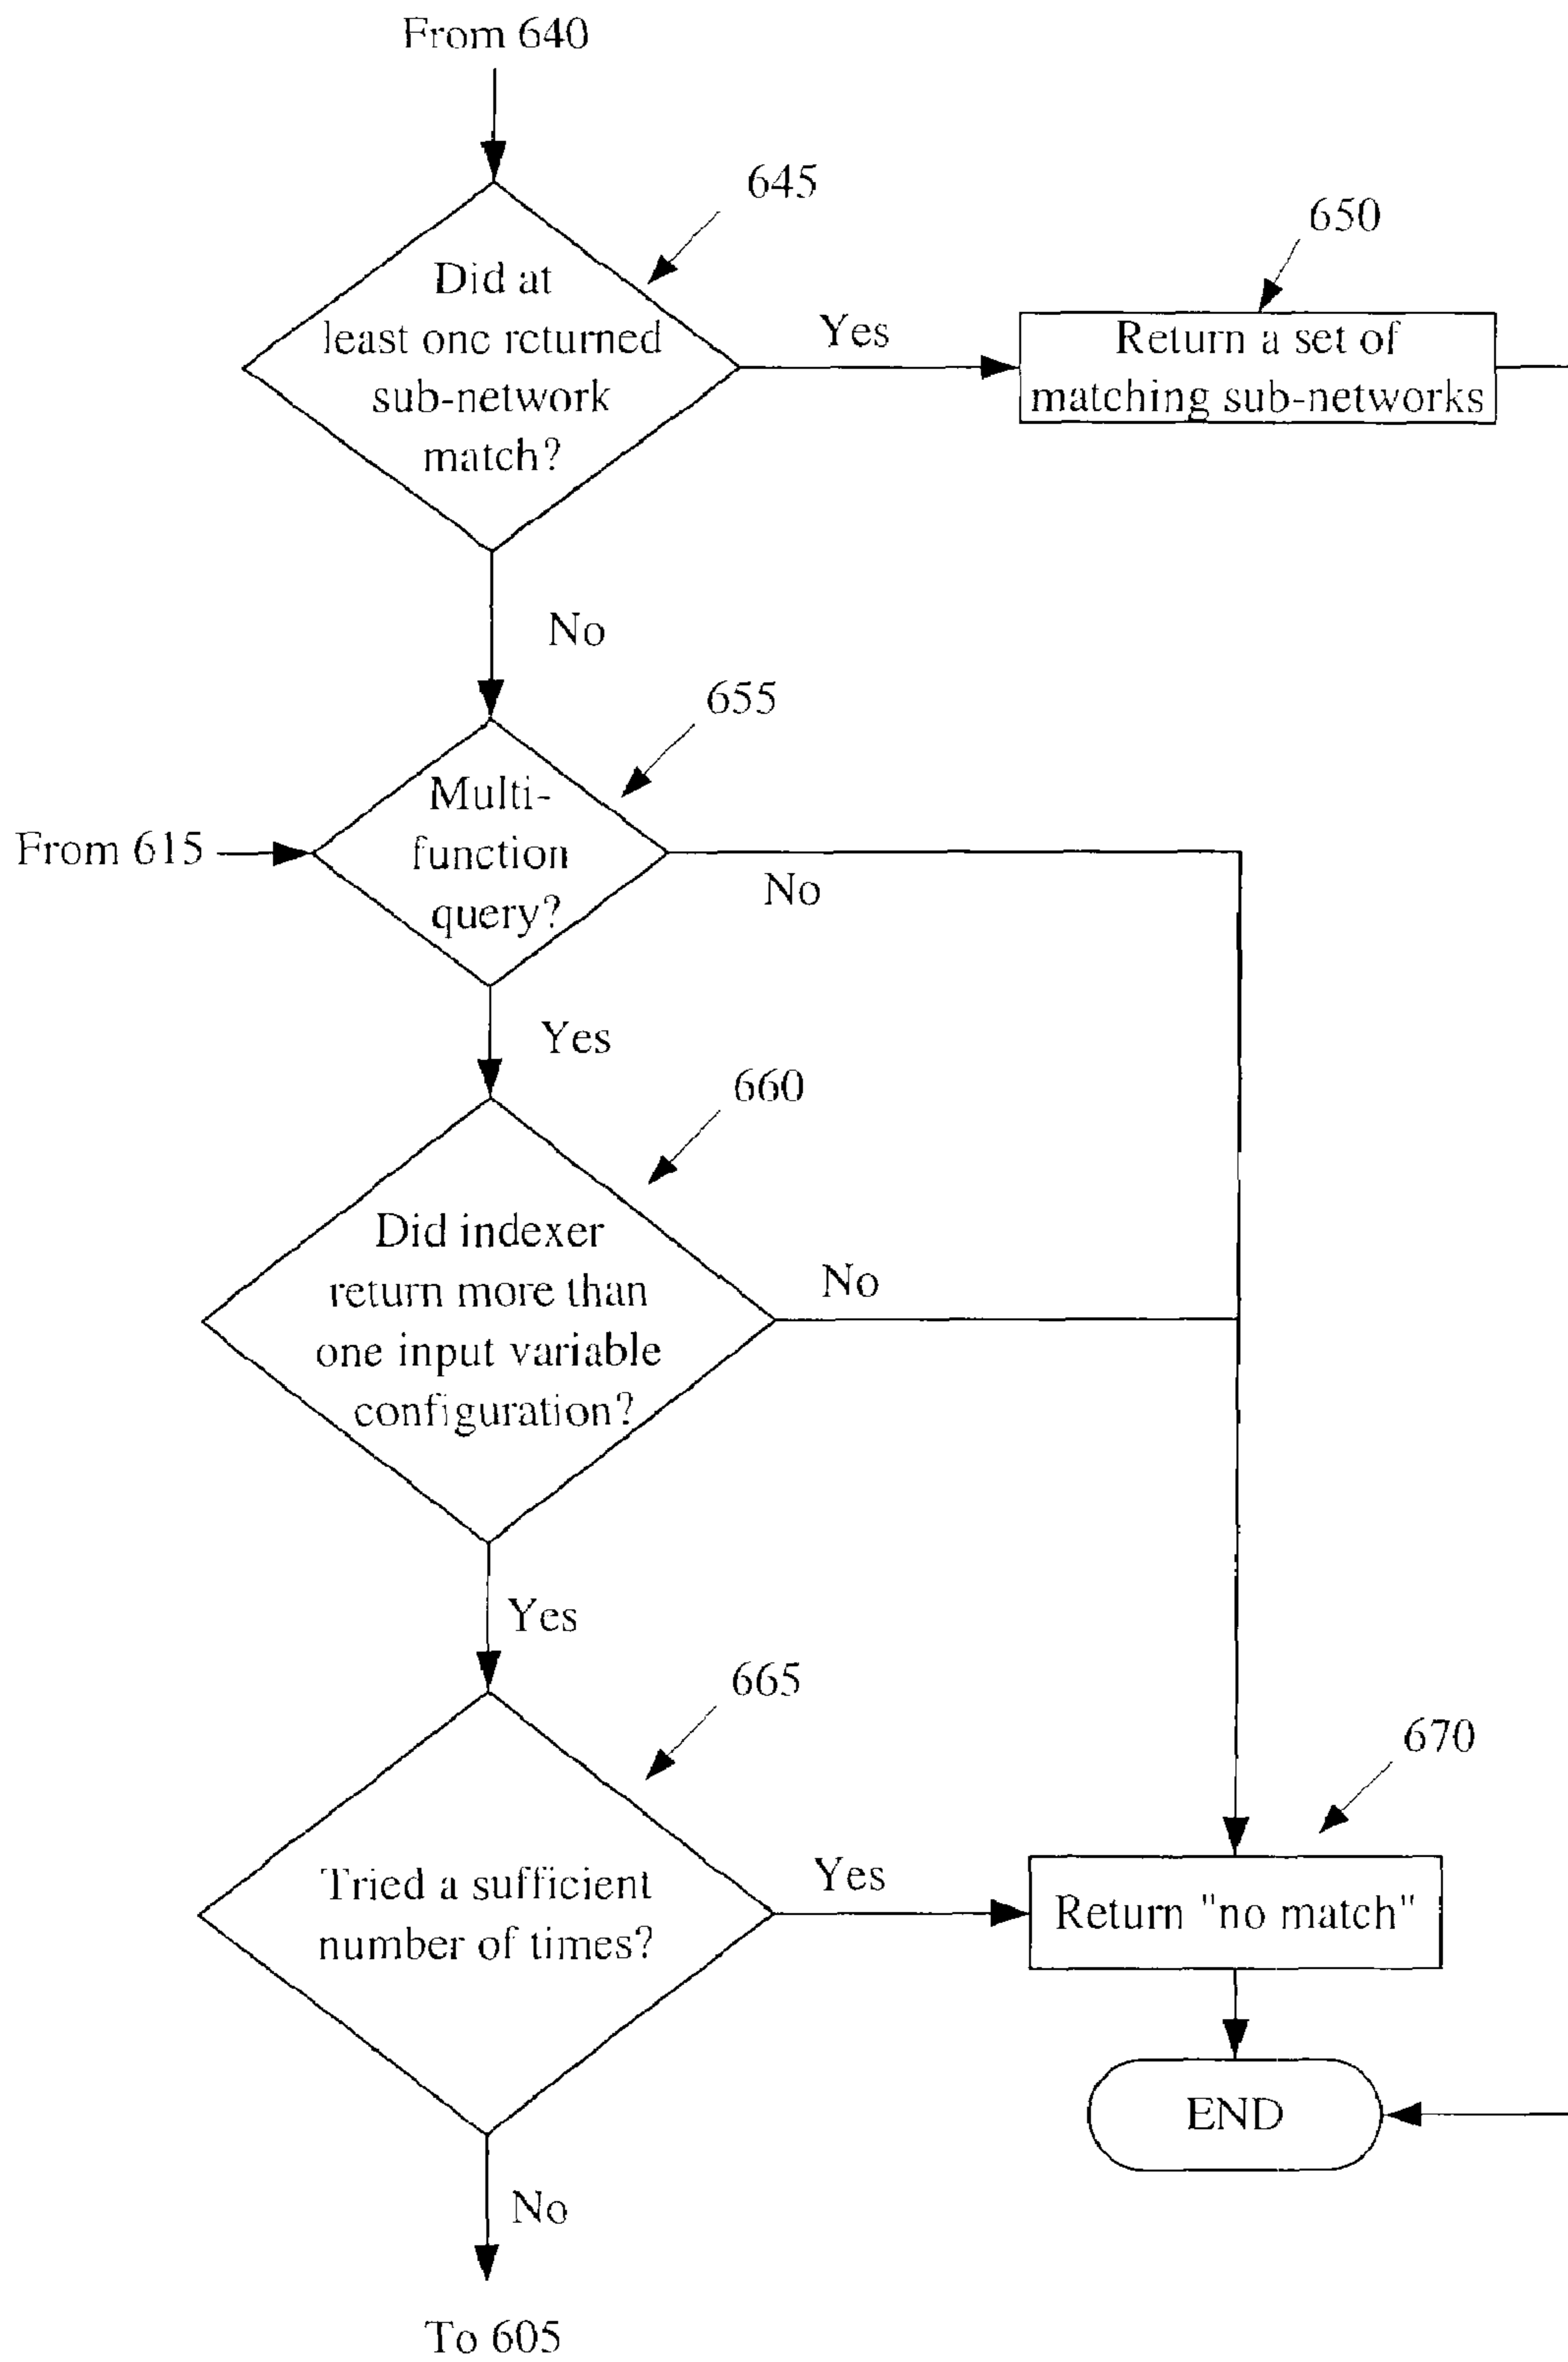 From 640
645
Did at
least one returned
sub-network
match?
Yes
650
Return a set of
matching sub-networks
No
655
From 615
Multi-
function
query?
No
Yes
660
Did indexer
return more than
one input variable
configuration?
No
Yes
665
Tried a sufficient
number of times?
Yes
670
Return "no match"
END
No
To 605